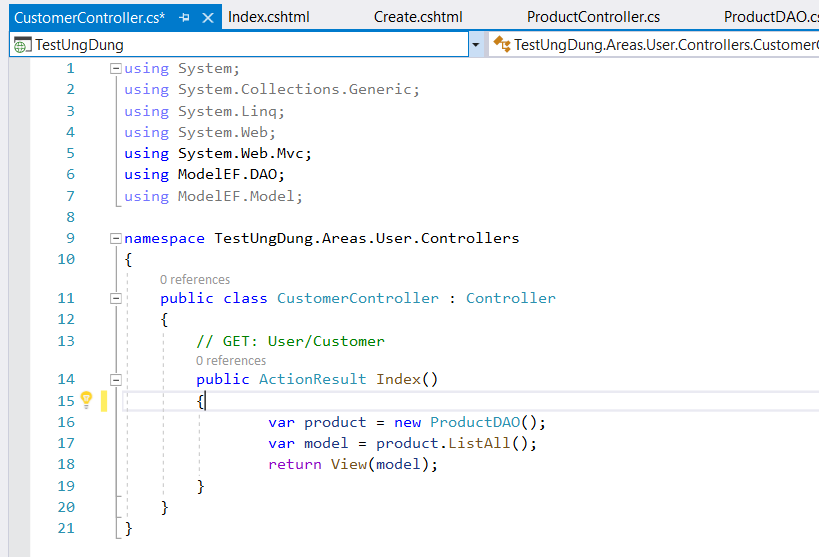 CustomerController.cs* Index.cshtml Create.cshtml ProductController.cs ProductDAO.cs
TestUngDung TestUngDung.Areas.User.Controllers.Customer
1 using System;
2 using System.Collections.Generic;
3 using System.Linq;
4 using System.Web;
5 using System.Web.Mvc;
6 using ModelEF.DAO;
7 using ModelEF.Model;
8
9 namespace TestUngDung.Areas.User.Controllers
10 {
0 references
11 public class CustomerController : Controller
12 {
13 // GET: User/Customer
0 references
14 public ActionResult Index()
15 {
16 var product = new ProductDAO();
17 var model = product.ListAll();
18 return View(model);
19 }
20 }
21 }